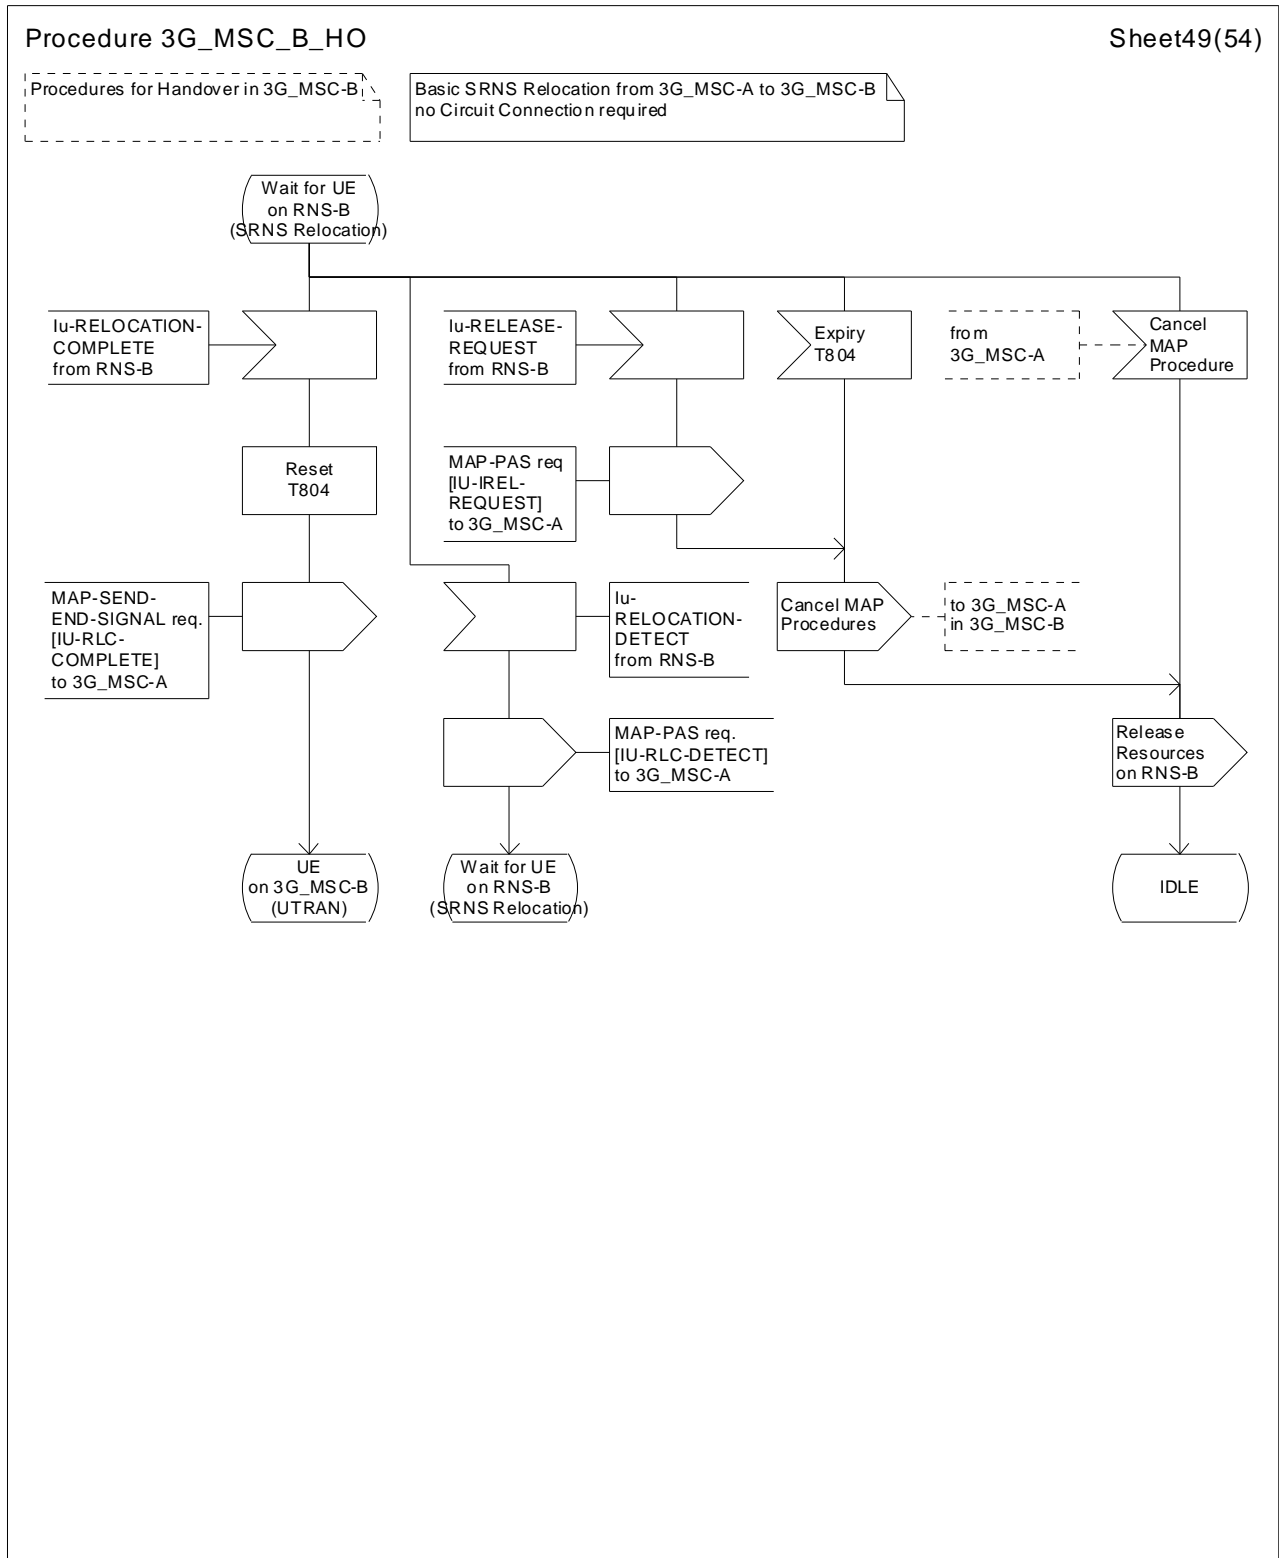 Procedure 3G_MSC_B_HO
Sheet49(54)
Procedures for Handover in 3G_MSC-B
Basic SRNS Relocation from 3G_MSC-A to 3G_MSC-B
no Circuit Connection required
Wait for UE
on RNS-B
(SRNS Relocation)
Iu-RELOCATION-
COMPLETE
from RNS-B
Iu-RELEASE-
REQUEST
from RNS-B
Expiry
T804
from
3G_MSC-A
Cancel
MAP
Procedure
Reset
T804
MAP-PAS req
[IU-IREL-
REQUEST]
to 3G_MSC-A
MAP-SEND-
END-SIGNAL req.
[IU-RLC-
COMPLETE]
to 3G_MSC-A
Iu-
RELOCATION-
DETECT
from RNS-B
Cancel MAP
Procedures
to 3G_MSC-A
in 3G_MSC-B
MAP-PAS req.
[IU-RLC-DETECT]
to 3G_MSC-A
Release
Resources
on RNS-B
UE
on 3G_MSC-B
(UTRAN)
Wait for UE
on RNS-B
(SRNS Relocation)
IDLE